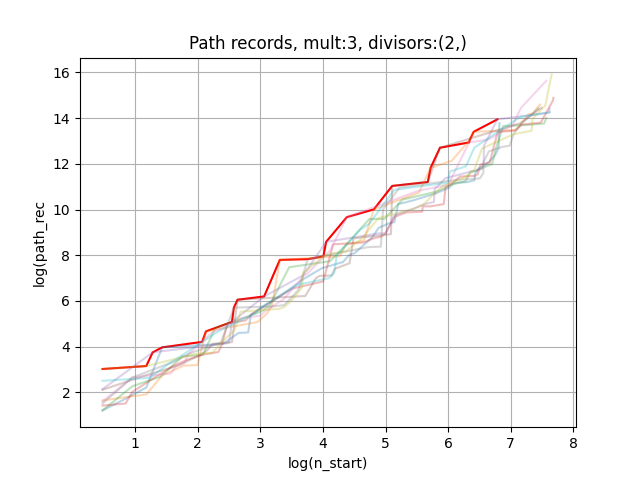 Path records, mult:3, divisors:(2,)
16
14
12
10
8
6
4
2
log(path_rec
1 2 3 4 5 6 7 8
log(n_start)